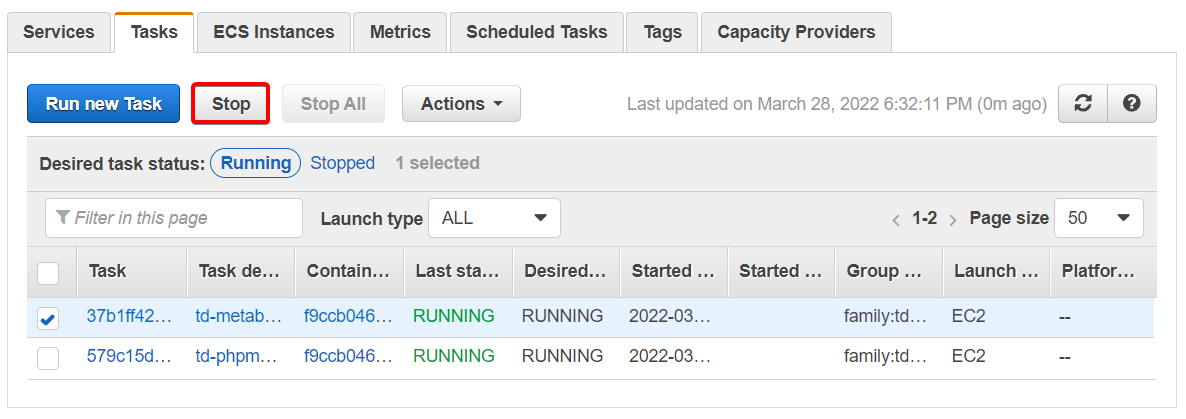 Services Tasks ECS Instances Metrics Scheduled Tasks Tags Capacity Providers
Run new Task Stop Stop All Actions Last updated on March 28, 2022 6:32:11 PM (0m ago)
Desired task status: Running Stopped 1 selected
Filter in this page Launch type ALL 1-2 Page size 50
Task Task de... Contain... Last sta... Desired... Started ... Started ... Group ... Launch ... Platfor...
37b1ff42... td-metab... f9ccb046... RUNNING RUNNING 2022-03... family:td... EC2 --
579c15d... td-phpm... f9ccb046... RUNNING RUNNING 2022-03... family:td... EC2 --